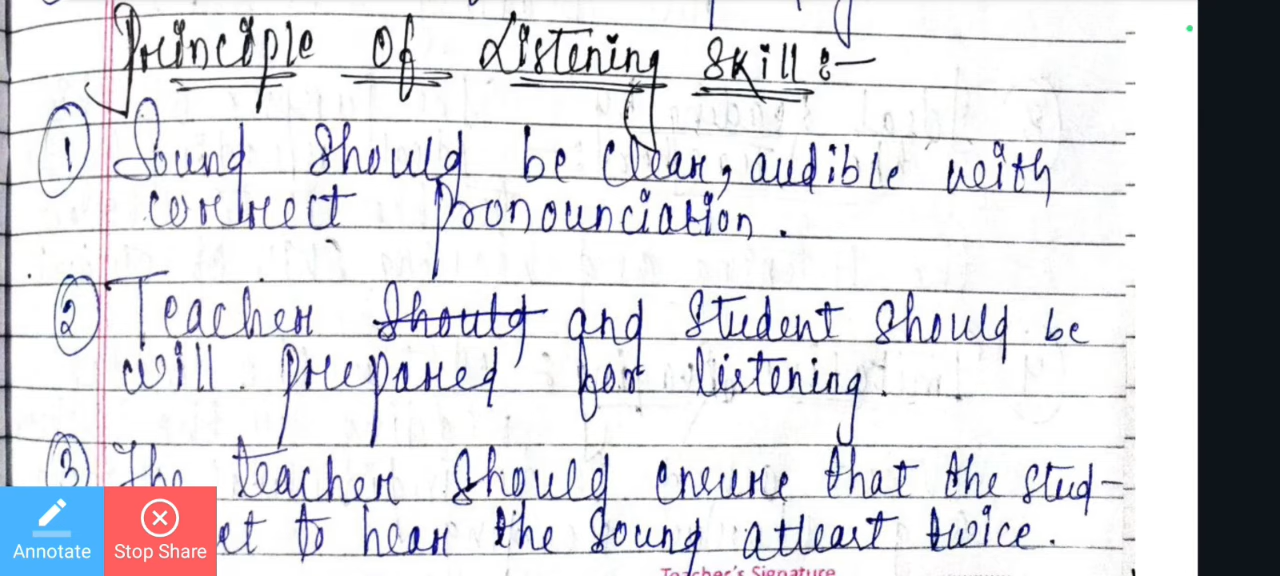 Principle Of Listening Skill :-
① Sound should be clear, audible with
correct pronounciation.
② Teacher should and student should be
will prepared for listening.
③ The teacher should ensure that the stud-
et to hear the sound atleast twice.
Teacher's Signature
Annotate
Stop Share